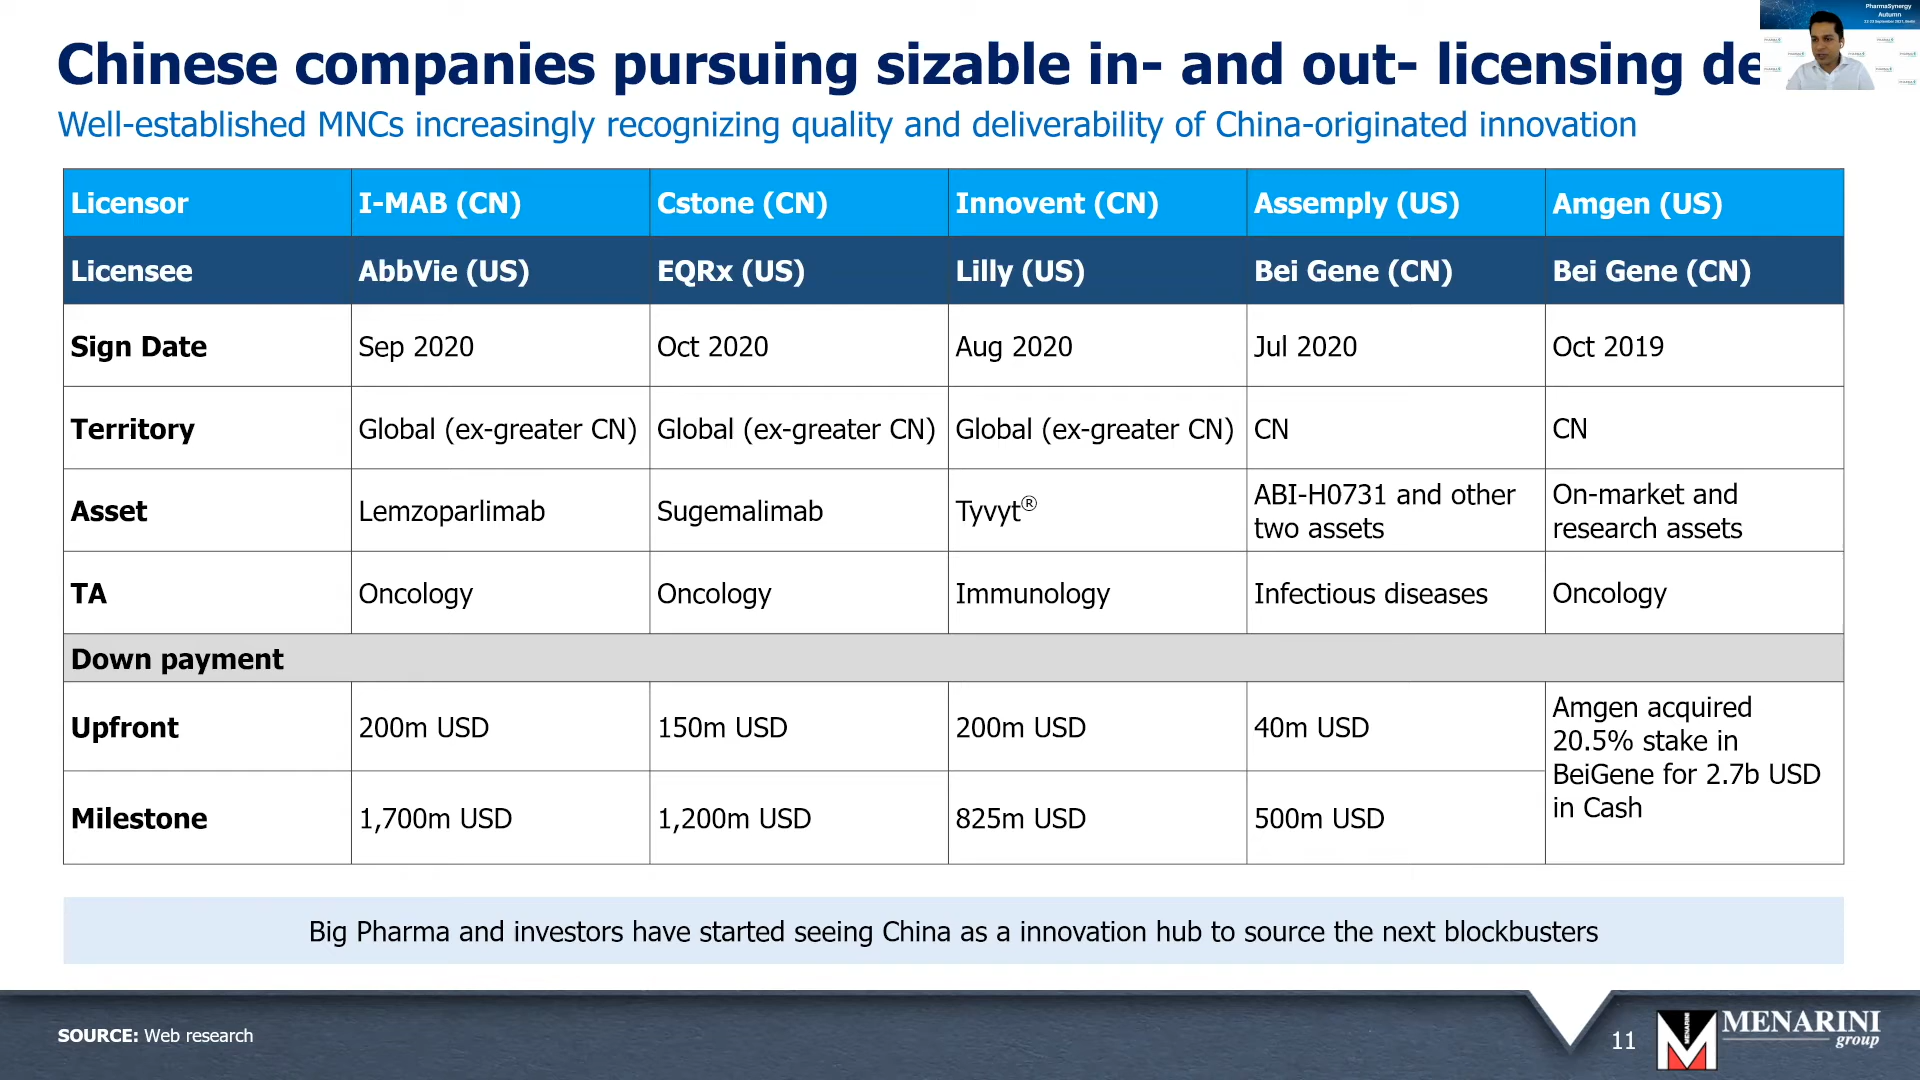 Chinese companies pursuing sizable in- and out- licensing de
PharmaSynergy
Autumn
Well-established MNCs increasingly recognizing quality and deliverability of China-originated innovation
Licensor I-MAB (CN) Cstone (CN) Innovent (CN) Assemply (US) Amgen (US)
Licensee AbbVie (US) EQRx (US) Lilly (US) Bei Gene (CN) Bei Gene (CN)
Sign Date Sep 2020 Oct 2020 Aug 2020 Jul 2020 Oct 2019
Territory Global (ex-greater CN) Global (ex-greater CN) Global (ex-greater CN) CN CN
Asset Lemzoparlimab Sugemalimab Tyvyt® ABI-H0731 and other two assets On-market and research assets
TA Oncology Oncology Immunology Infectious diseases Oncology
Down payment
Upfront 200m USD 150m USD 200m USD 40m USD Amgen acquired 20.5% stake in BeiGene for 2.7b USD in Cash
Milestone 1,700m USD 1,200m USD 825m USD 500m USD
Big Pharma and investors have started seeing China as a innovation hub to source the next blockbusters
SOURCE: Web research
11
MENARINI
MENARINI
group